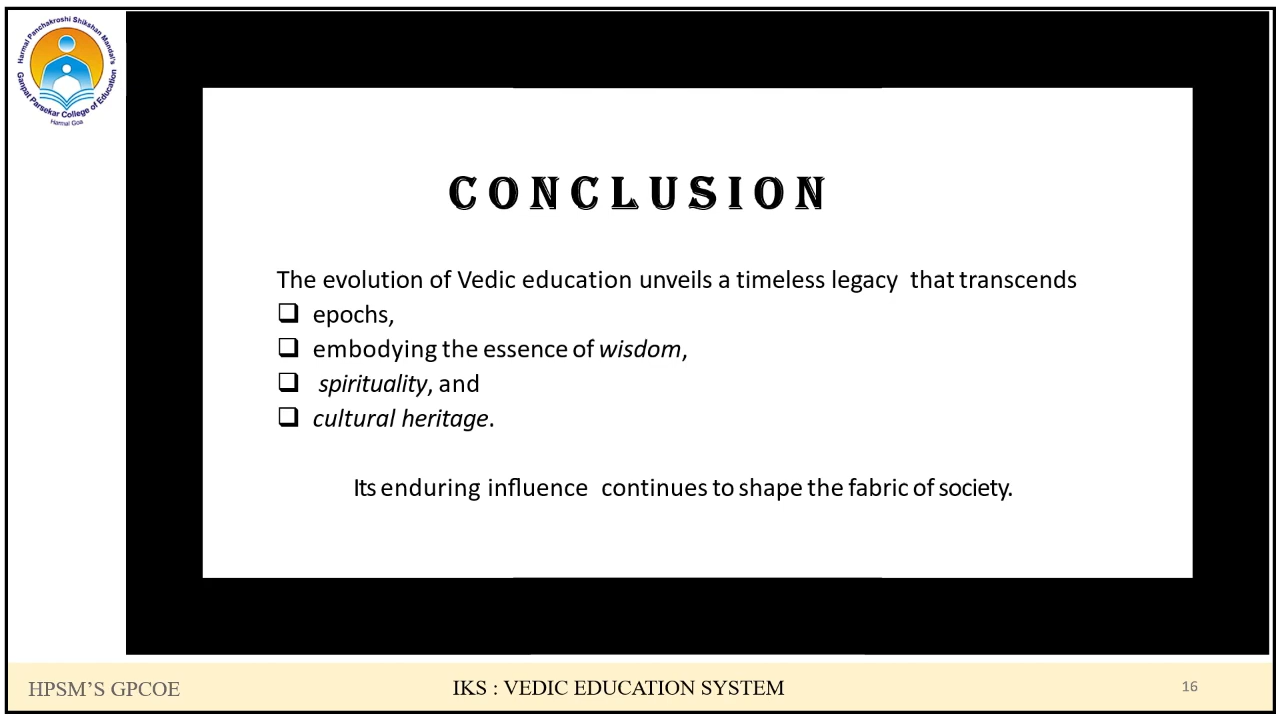 Harmal Panchakroshi Shikshan Mandal's
Ganpat Parsekar College of Education
Harmal Goa
CONCLUSION
The evolution of Vedic education unveils a timeless legacy that transcends
❑ epochs,
❑ embodying the essence of wisdom,
❑ spirituality, and
❑ cultural heritage.
Its enduring influence continues to shape the fabric of society.
HPSM’S GPCOE
IKS : VEDIC EDUCATION SYSTEM
16